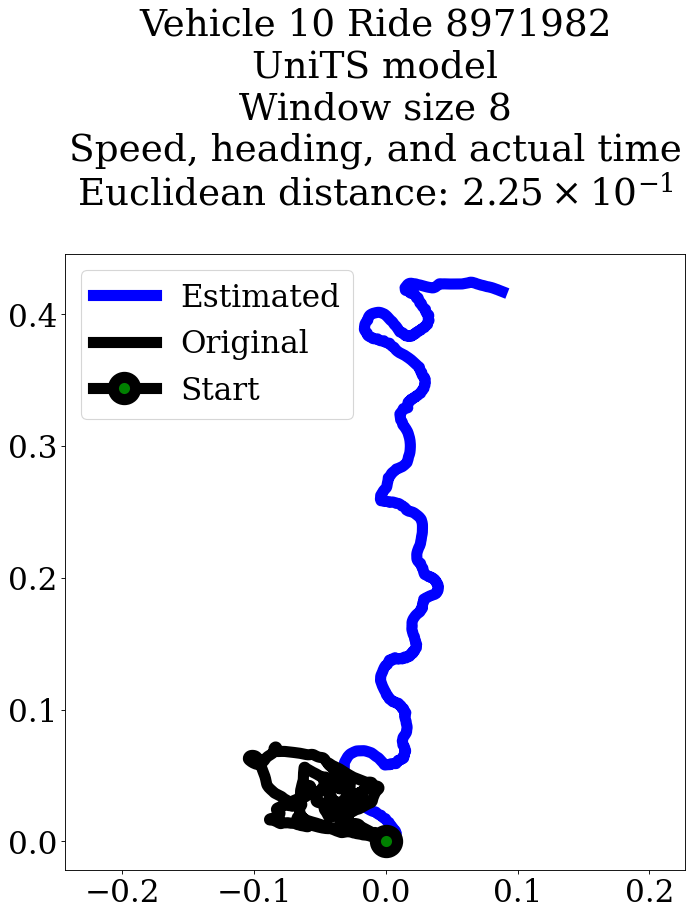 Vehicle 10 Ride 8971982
UniTS model
Window size 8
Speed, heading, and actual time
Euclidean distance: 2.25 × 10⁻¹
Estimated
Original
Start
0.4
0.3
0.2
0.1
0.0
−0.2
−0.1
0.0
0.1
0.2